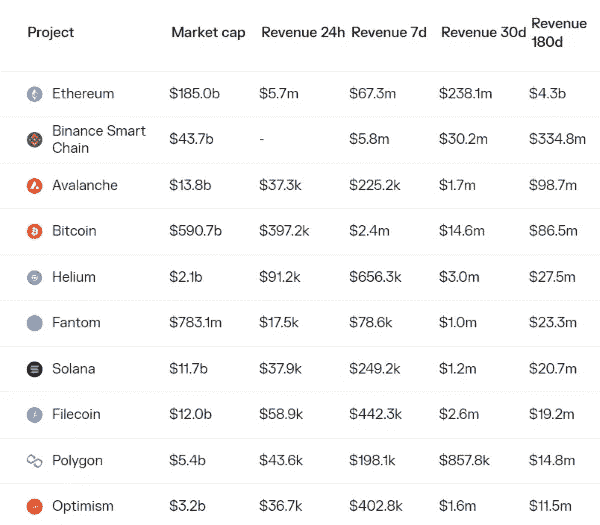 Project Market cap Revenue 24h Revenue 7d Revenue 30d Revenue 180d
Ethereum $185.0b $5.7m $67.3m $238.1m $4.3b
Binance Smart Chain $43.7b - $5.8m $30.2m $334.8m
Avalanche $13.8b $37.3k $225.2k $1.7m $98.7m
Bitcoin $590.7b $397.2k $2.4m $14.6m $86.5m
Helium $2.1b $91.2k $656.3k $3.0m $27.5m
Fantom $783.1m $17.5k $78.6k $1.0m $23.3m
Solana $11.7b $37.9k $249.2k $1.2m $20.7m
Filecoin $12.0b $58.9k $442.3k $2.6m $19.2m
Polygon $5.4b $43.6k $198.1k $857.8k $14.8m
Optimism $3.2b $36.7k $402.8k $1.6m $11.5m